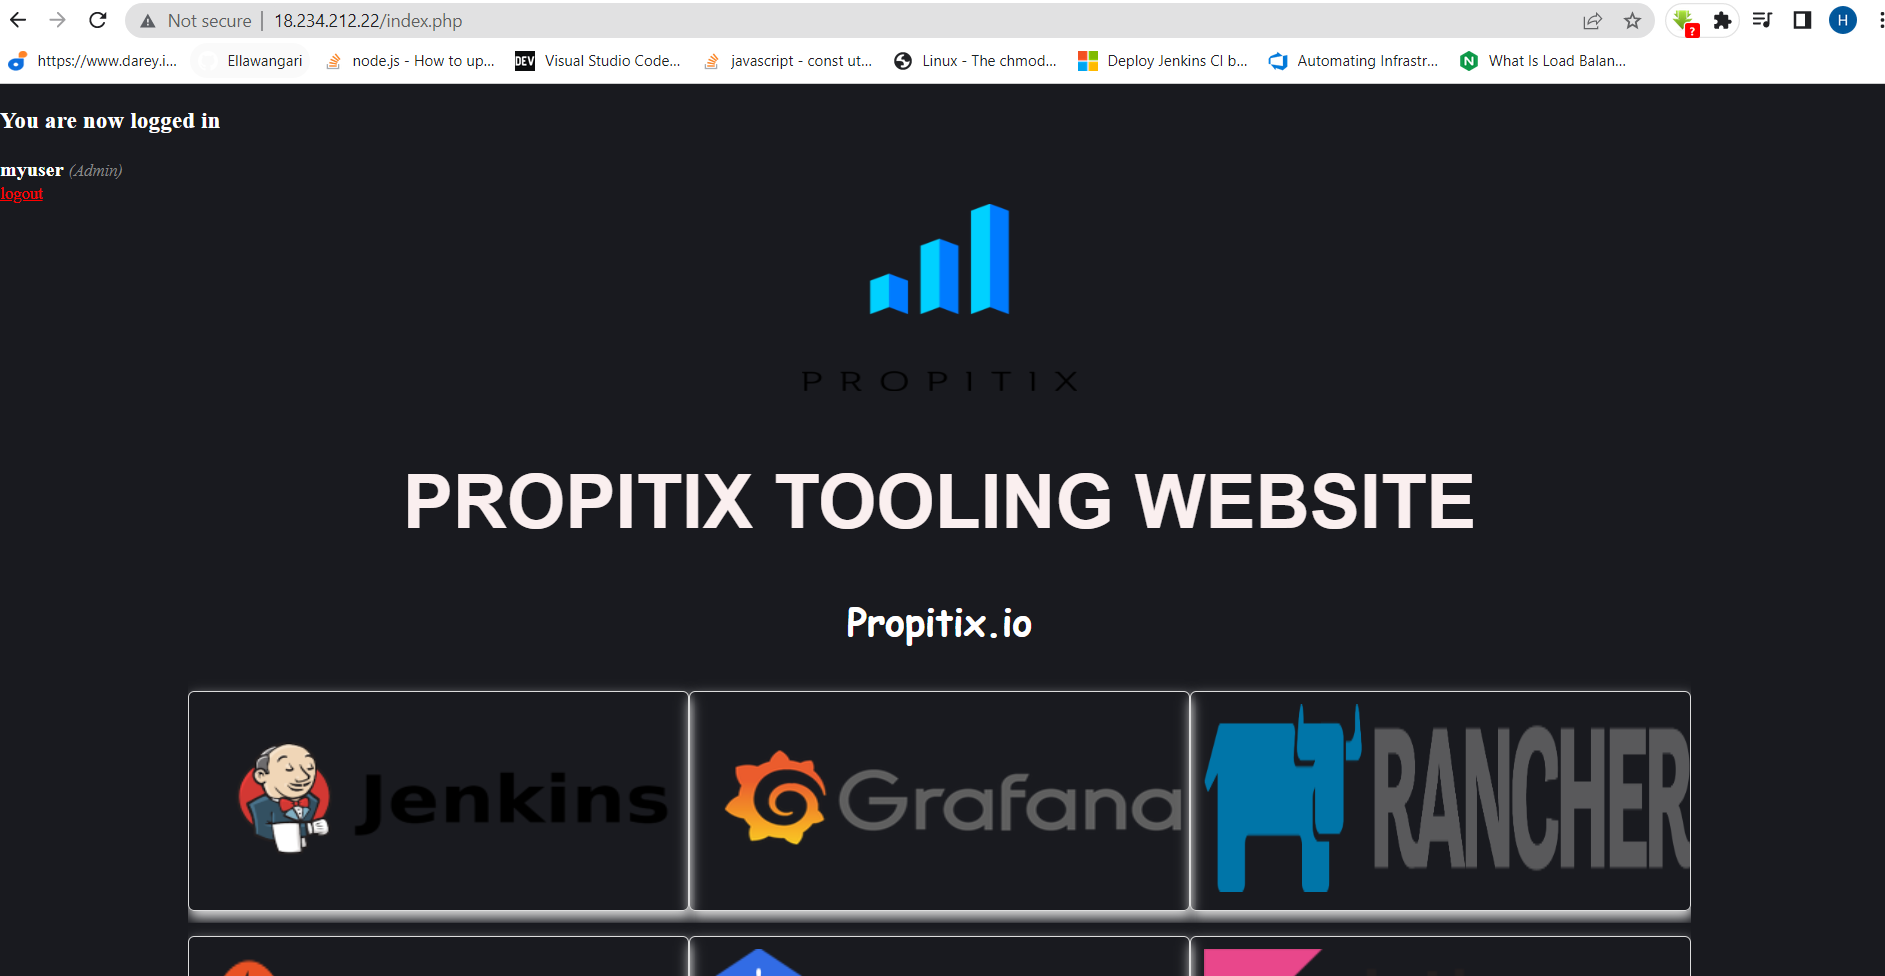 Not secure | 18.234.212.22/index.php
?
H
https://www.darey.i... Ellawangari node.js - How to up... DEV Visual Studio Code... javascript - const ut... Linux - The chmod... Deploy Jenkins CI b... Automating Infrastr... N What Is Load Balan...
You are now logged in
myuser (Admin)
logout
PROPITIX
PROPITIX TOOLING WEBSITE
Propitix.io
Jenkins
Grafana
RANCHER